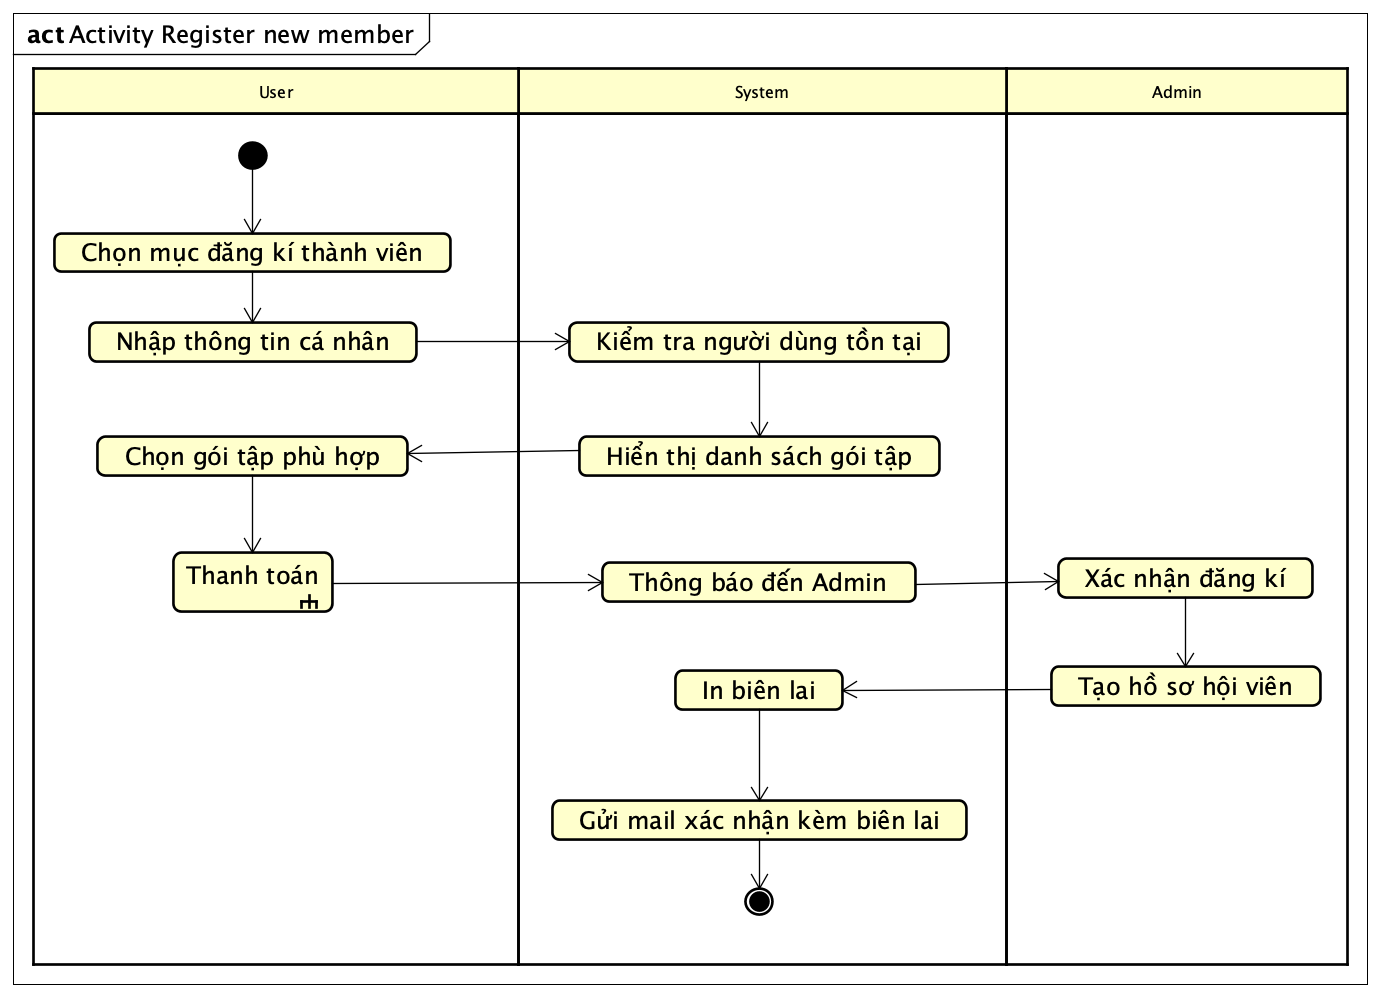 act Activity Register new member
User
System
Admin
Chọn mục đăng kí thành viên
Nhập thông tin cá nhân
Kiểm tra người dùng tồn tại
Chọn gói tập phù hợp
Hiển thị danh sách gói tập
Thanh toán
Thông báo đến Admin
Xác nhận đăng kí
In biên lai
Tạo hồ sơ hội viên
Gửi mail xác nhận kèm biên lai